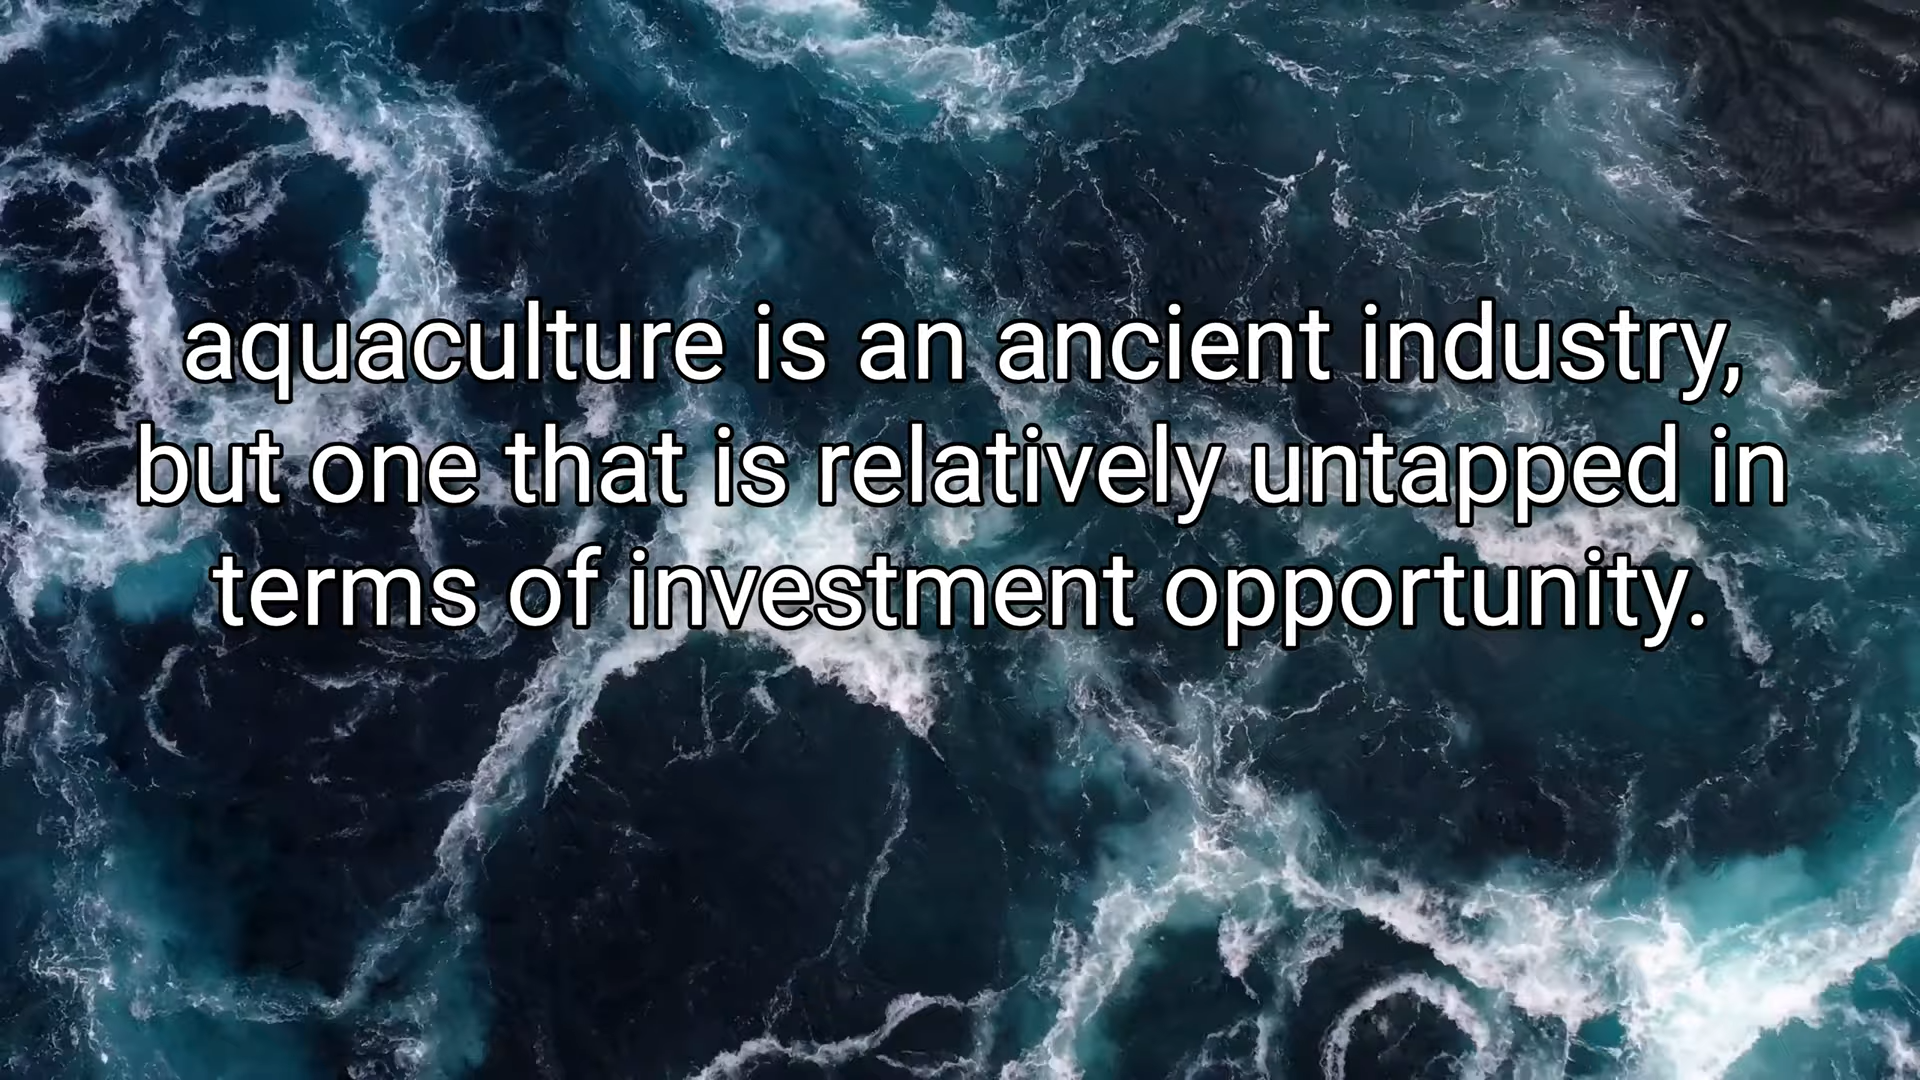 aquaculture is an ancient industry,
but one that is relatively untapped in
terms of investment opportunity.